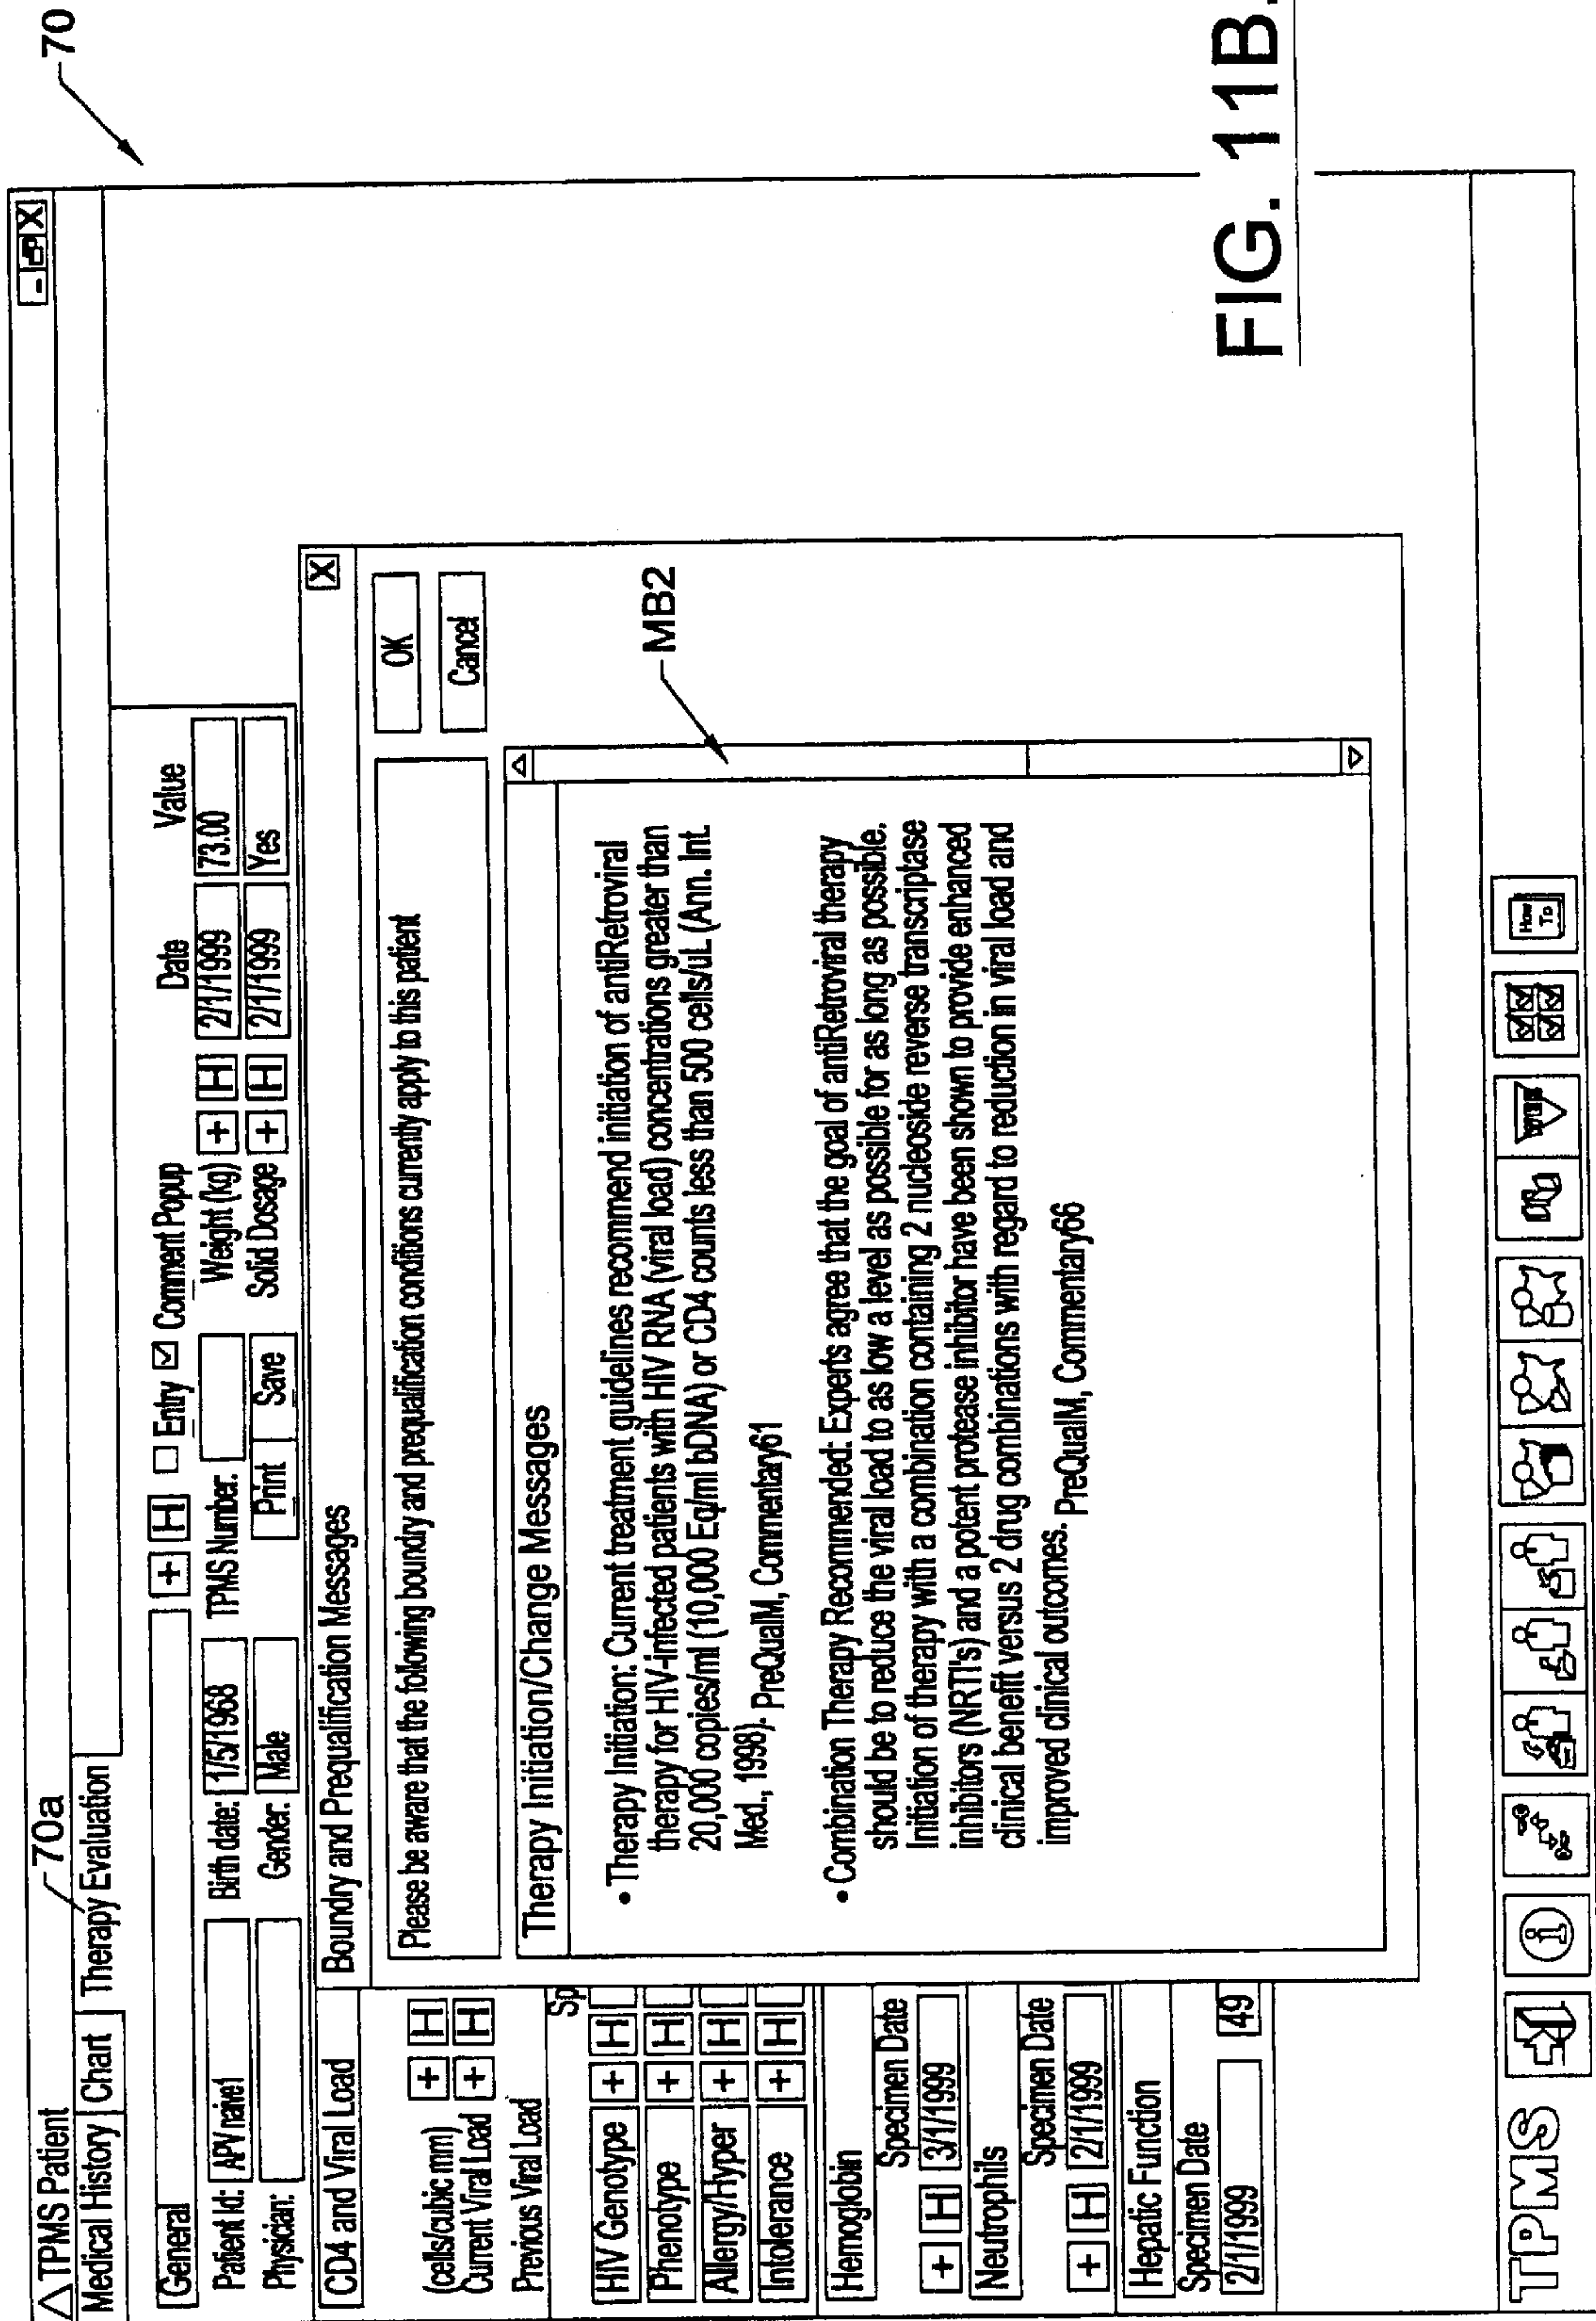 70
△TPMS Patient
70a
Medical History Chart Therapy Evaluation
General + H ☐ Entry ☑ Comment Popup
Date Value
Patient Id: APV naive1 Birth date: 1/5/1968 TPMS Number: Weight (kg) + H 2/1/1999 73.00
Physician: Gender: Male Print Save Solid Dosage + H 2/1/1999 Yes
CD4 and Viral Load
(cells/cubic mm) + H
Current Viral Load + H
Previous Viral Load
Sp
HIV Genotype + H
Phenotype + H
Allergy/Hyper + H
Intolerance + H
Hemoglobin
Specimen Date
+ H 3/1/1999
Neutrophils
Specimen Date
+ H 2/1/1999
Hepatic Function
Specimen Date
2/1/1999 49
Boundry and Prequalification Messages X
Please be aware that the following boundry and prequalification conditions currently apply to this patient
OK
Cancel
Therapy Initiation/Change Messages
MB2
• Therapy Initiation: Current treatment guidelines recommend initiation of antiRetroviral
therapy for HIV-infected patients with HIV RNA (viral load) concentrations greater than
20,000 copies/ml (10,000 Eq/ml bDNA) or CD4 counts less than 500 cells/uL (Ann. Int.
Med., 1998). PreQualM, Commentary61
• Combination Therapy Recommended: Experts agree that the goal of antiRetroviral therapy
should be to reduce the viral load to as low a level as possible for as long as possible.
Initiation of therapy with a combination containing 2 nucleoside reverse transcriptase
inhibitors (NRTI's) and a potent protease inhibitor have been shown to provide enhanced
clinical benefit versus 2 drug combinations with regard to reduction in viral load and
improved clinical outcomes. PreQualM, Commentary66
TPMS
How
To
FIG. 11B.